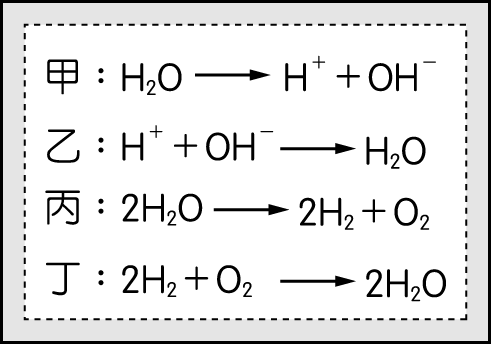 甲：H₂O ⟶ H⁺ + OH⁻
乙：H⁺ + OH⁻ ⟶ H₂O
丙：2H₂O ⟶ 2H₂ + O₂
丁：2H₂ + O₂ ⟶ 2H₂O